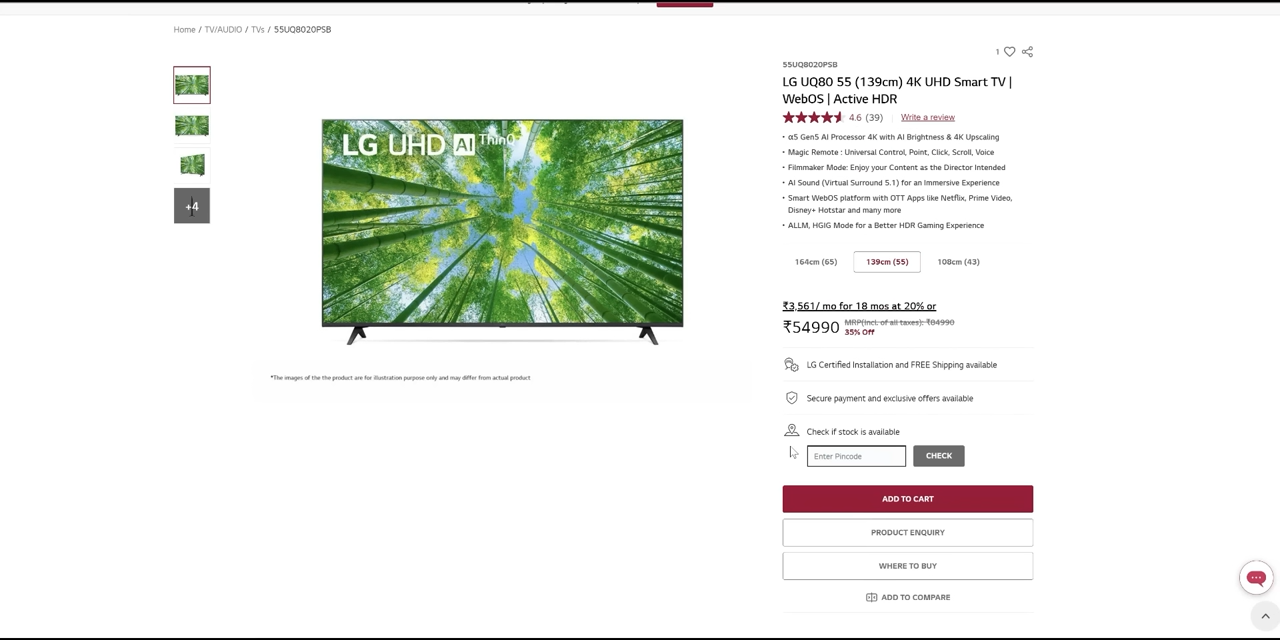 Home / TV/AUDIO / TVs / 55UQ8020PSB
1
55UQ8020PSB
LG UQ80 55 (139cm) 4K UHD Smart TV |
WebOS | Active HDR
4.6 (39) Write a review
• α5 Gen5 AI Processor 4K with AI Brightness & 4K Upscaling
• Magic Remote : Universal Control, Point, Click, Scroll, Voice
• Filmmaker Mode: Enjoy your Content as the Director Intended
• AI Sound (Virtual Surround 5.1) for an Immersive Experience
• Smart WebOS platform with OTT Apps like Netflix, Prime Video,
Disney+ Hotstar and many more
• ALLM, HGIG Mode for a Better HDR Gaming Experience
+4
LG UHD AI ThinQ
164cm (65) 139cm (55) 108cm (43)
₹3,561/ mo for 18 mos at 20% or
₹54990 MRP(Incl. of all taxes): ₹84990
35% Off
LG Certified Installation and FREE Shipping available
*The images of the the product are for illustration purpose only and may differ from actual product
Secure payment and exclusive offers available
Check if stock is available
Enter Pincode CHECK
ADD TO CART
PRODUCT ENQUIRY
WHERE TO BUY
ADD TO COMPARE